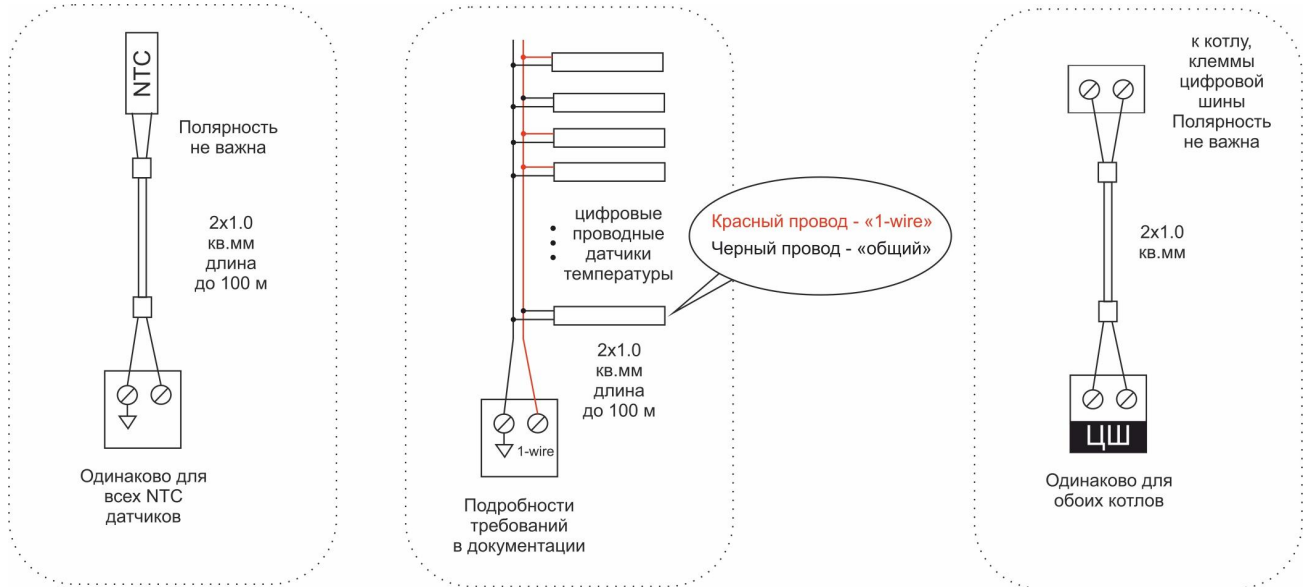 NTC
Полярность
не важна
2x1.0
кв.мм
длина
до 100 м
Одинаково для
всех NTC
датчиков
цифровые
проводные
датчики
температуры
Красный провод - «1-wire»
Черный провод - «общий»
2x1.0
кв.мм
длина
до 100 м
1-wire
Подробности
требований
в документации
к котлу,
клеммы
цифровой
шины
Полярность
не важна
2x1.0
кв.мм
ЦШ
Одинаково для
обоих котлов